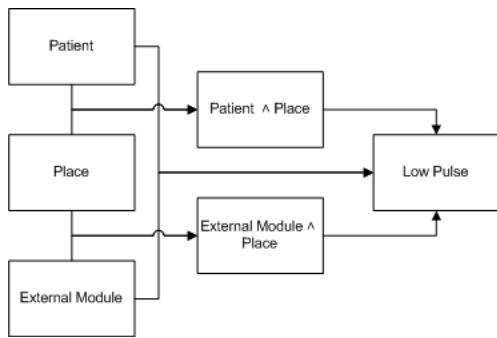 Patient
Patient ∧ Place
Place
Low Pulse
External Module ∧
Place
External Module